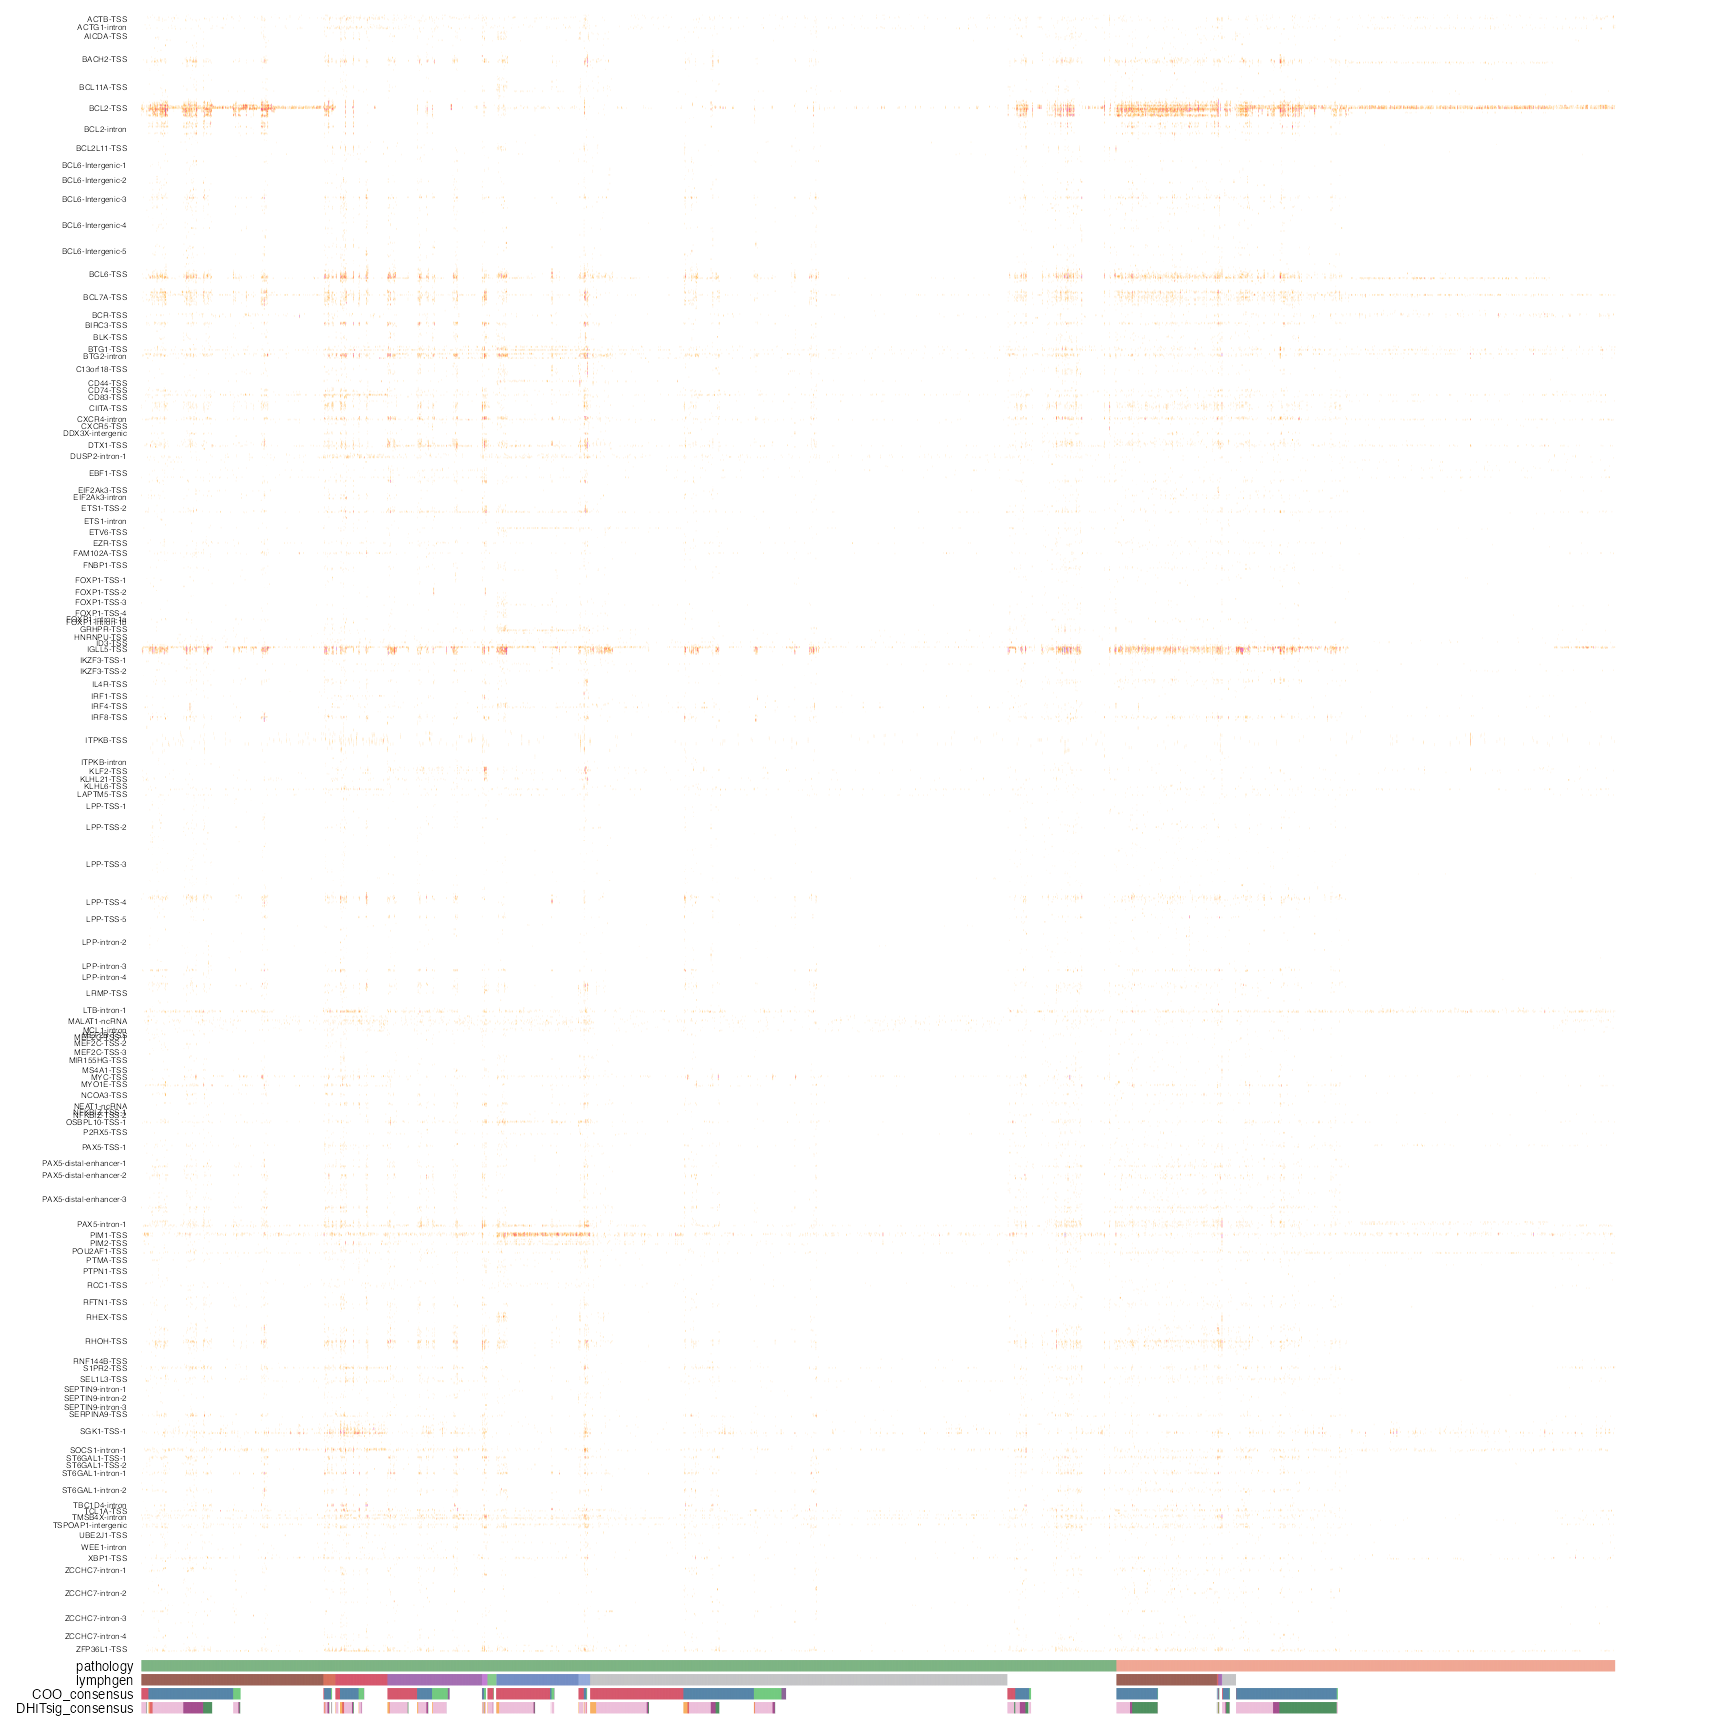 ACTB-TSS
ACTG1-intron
AICDA-TSS
BACH2-TSS
BCL11A-TSS
BCL2-TSS
BCL2-intron
BCL2L11-TSS
BCL6-Intergenic-1
BCL6-Intergenic-2
BCL6-Intergenic-3
BCL6-Intergenic-4
BCL6-Intergenic-5
BCL6-TSS
BCL7A-TSS
BCR-TSS
BIRC3-TSS
BLK-TSS
BTG1-TSS
BTG2-intron
C13orf18-TSS
CD44-TSS
CD74-TSS
CD83-TSS
CIITA-TSS
CXCR4-intron
CXCR5-TSS
DDX3X-intergenic
DTX1-TSS
DUSP2-intron-1
EBF1-TSS
EIF2Ak3-TSS
EIF2Ak3-intron
ETS1-TSS-2
ETS1-intron
ETV6-TSS
EZR-TSS
FAM102A-TSS
FNBP1-TSS
FOXP1-TSS-1
FOXP1-TSS-2
FOXP1-TSS-3
FOXP1-TSS-4
GRHPR-TSS
HNRNPU-TSS
ID3-TSS
IGLL5-TSS
IKZF3-TSS-1
IKZF3-TSS-2
IL4R-TSS
IRF1-TSS
IRF4-TSS
IRF8-TSS
ITPKB-TSS
ITPKB-intron
KLF2-TSS
KLHL21-TSS
KLHL6-TSS
LAPTM5-TSS
LPP-TSS-1
LPP-TSS-2
LPP-TSS-3
LPP-TSS-4
LPP-TSS-5
LPP-intron-2
LPP-intron-3
LPP-intron-4
LRMP-TSS
LTB-intron-1
MALAT1-ncRNA
MCL1-intron
MEF2C-TSS-2
MEF2C-TSS-3
MIR155HG-TSS
MS4A1-TSS
MYC-TSS
MYO1E-TSS
NCOA3-TSS
NEAT1-ncRNA
OSBPL10-TSS-1
P2RX5-TSS
PAX5-TSS-1
PAX5-distal-enhancer-1
PAX5-distal-enhancer-2
PAX5-distal-enhancer-3
PAX5-intron-1
PIM1-TSS
PIM2-TSS
POU2AF1-TSS
PTMA-TSS
PTPN1-TSS
RCC1-TSS
RFTN1-TSS
RHEX-TSS
RHOH-TSS
RNF144B-TSS
S1PR2-TSS
SEL1L3-TSS
SEPTIN9-intron-1
SEPTIN9-intron-2
SEPTIN9-intron-3
SERPINA9-TSS
SGK1-TSS-1
SOCS1-intron-1
ST6GAL1-TSS-1
ST6GAL1-TSS-2
ST6GAL1-intron-1
ST6GAL1-intron-2
TBC1D4-intron
TCL1A-TSS
TMSB4X-intron
TSPOAP1-intergenic
UBE2J1-TSS
WEE1-intron
XBP1-TSS
ZCCHC7-intron-1
ZCCHC7-intron-2
ZCCHC7-intron-3
ZCCHC7-intron-4
ZFP36L1-TSS
pathology
lymphgen
COO_consensus
DHITsig_consensus